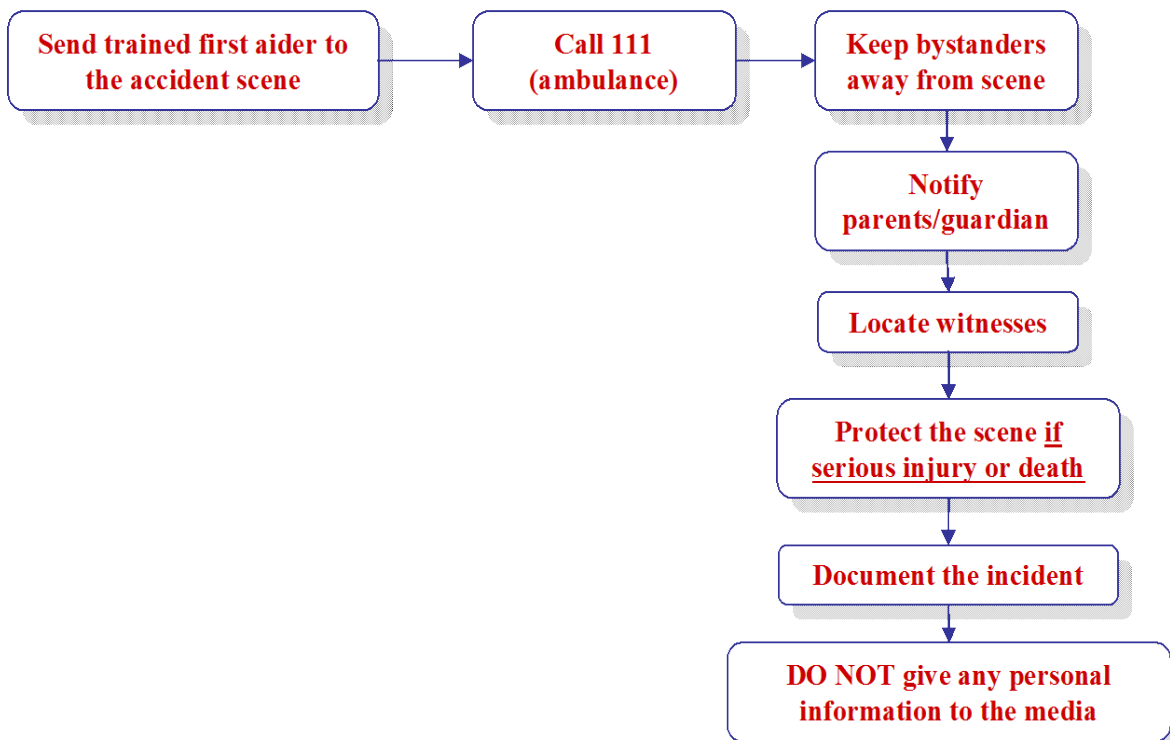 Send trained first aider to
the accident scene
Call 111
(ambulance)
Keep bystanders
away from scene
Notify
parents/guardian
Locate witnesses
Protect the scene if
serious injury or death
Document the incident
DO NOT give any personal
information to the media